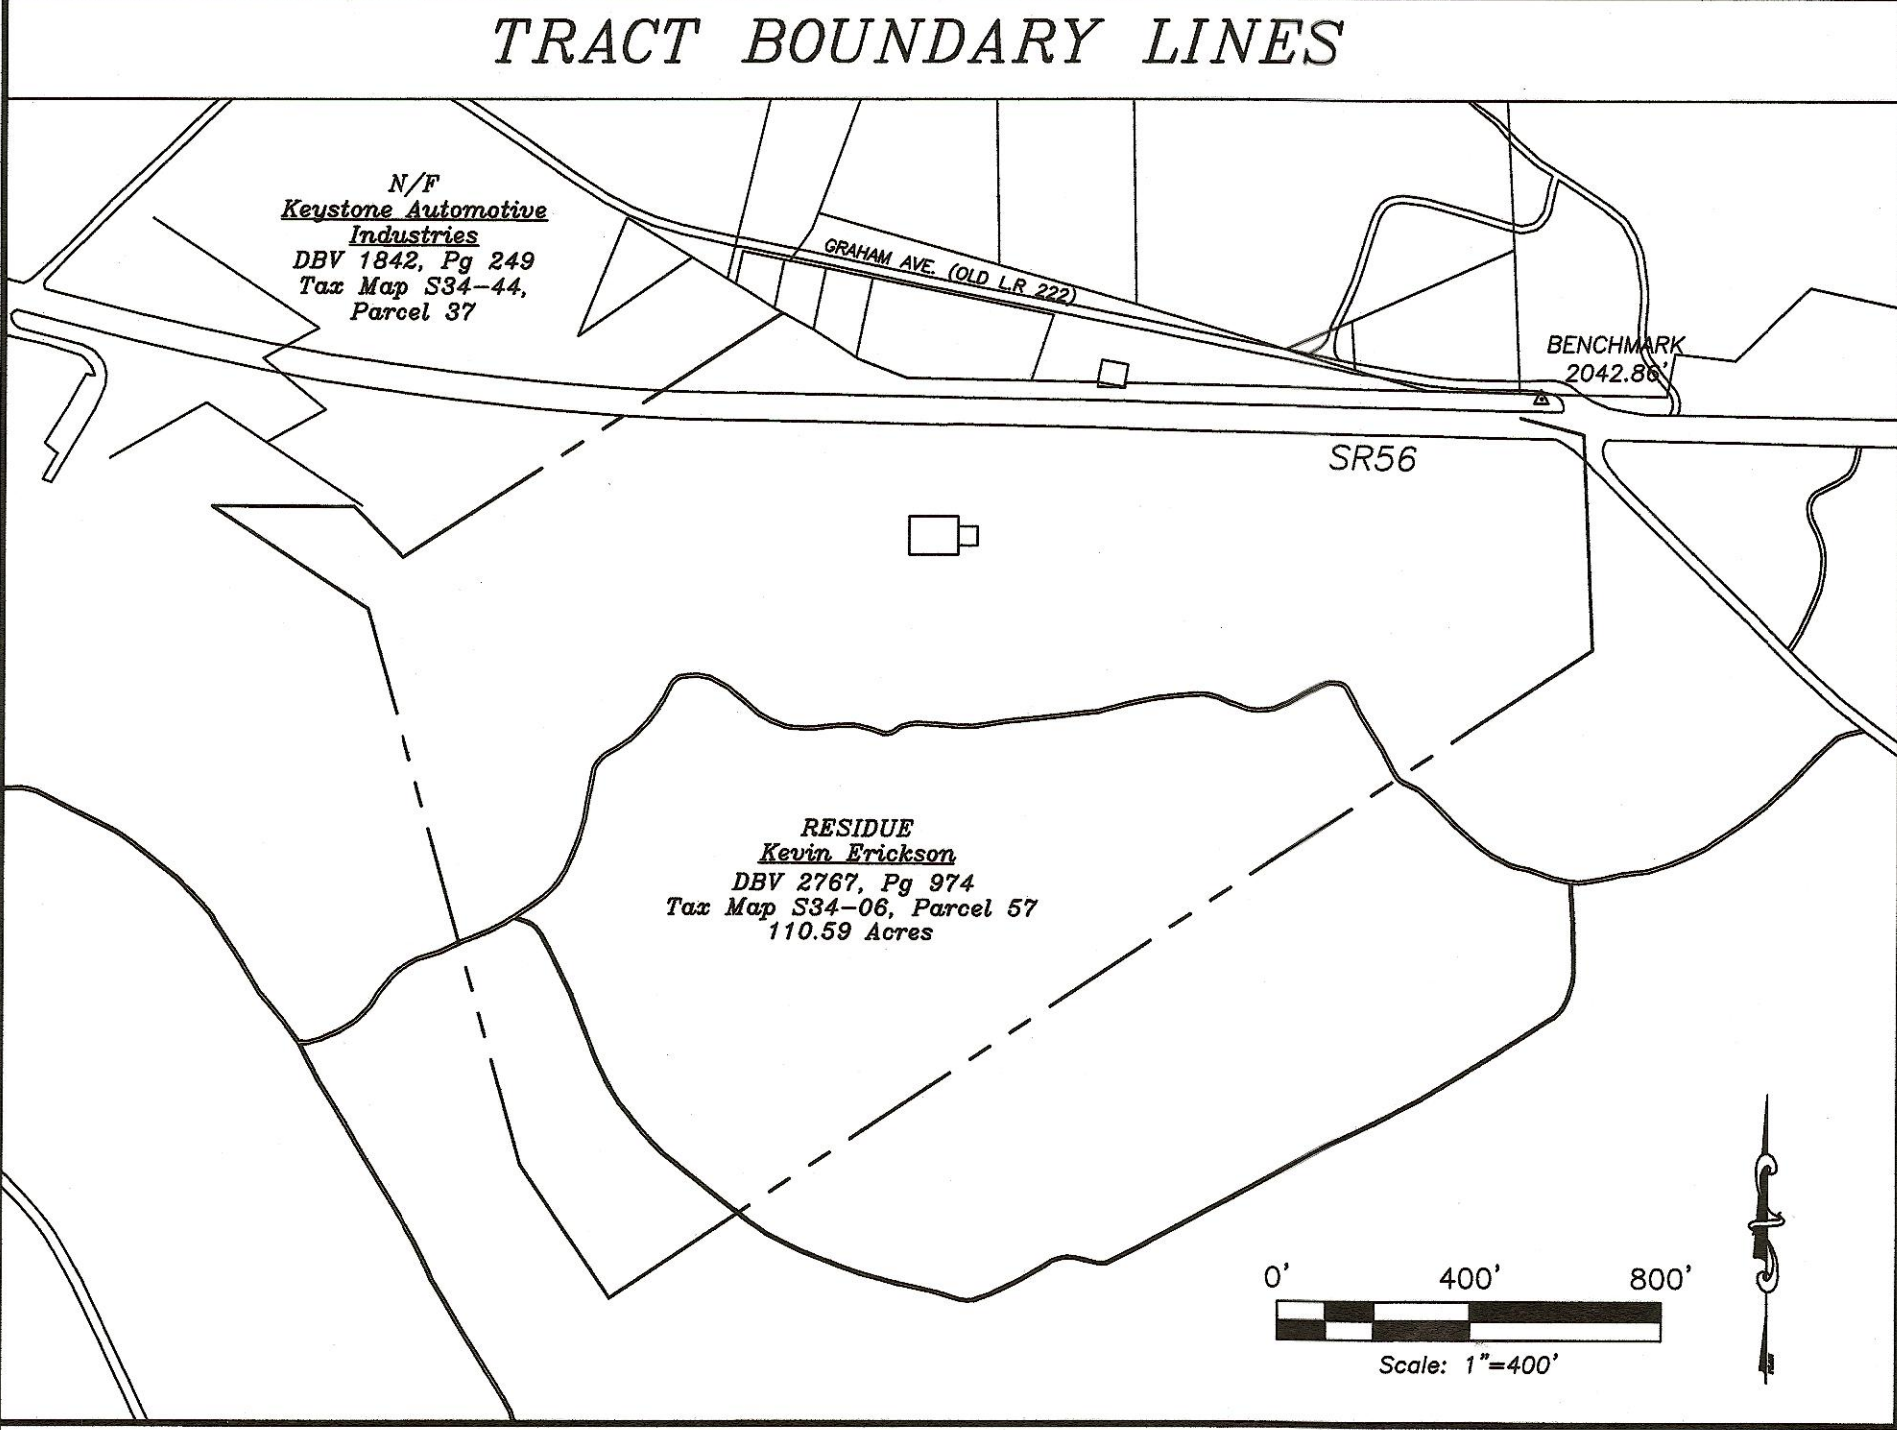 TRACT BOUNDARY LINES
N/F
Keystone Automotive
Industries
DBV 1842, Pg 249
Tax Map S34-44,
Parcel 37
GRAHAM AVE. (OLD L.R 222)
BENCHMARK
2042.86'
SR56
RESIDUE
Kevin Erickson
DBV 2767, Pg 974
Tax Map S34-06, Parcel 57
110.59 Acres
0' 400' 800'
Scale: 1"=400'